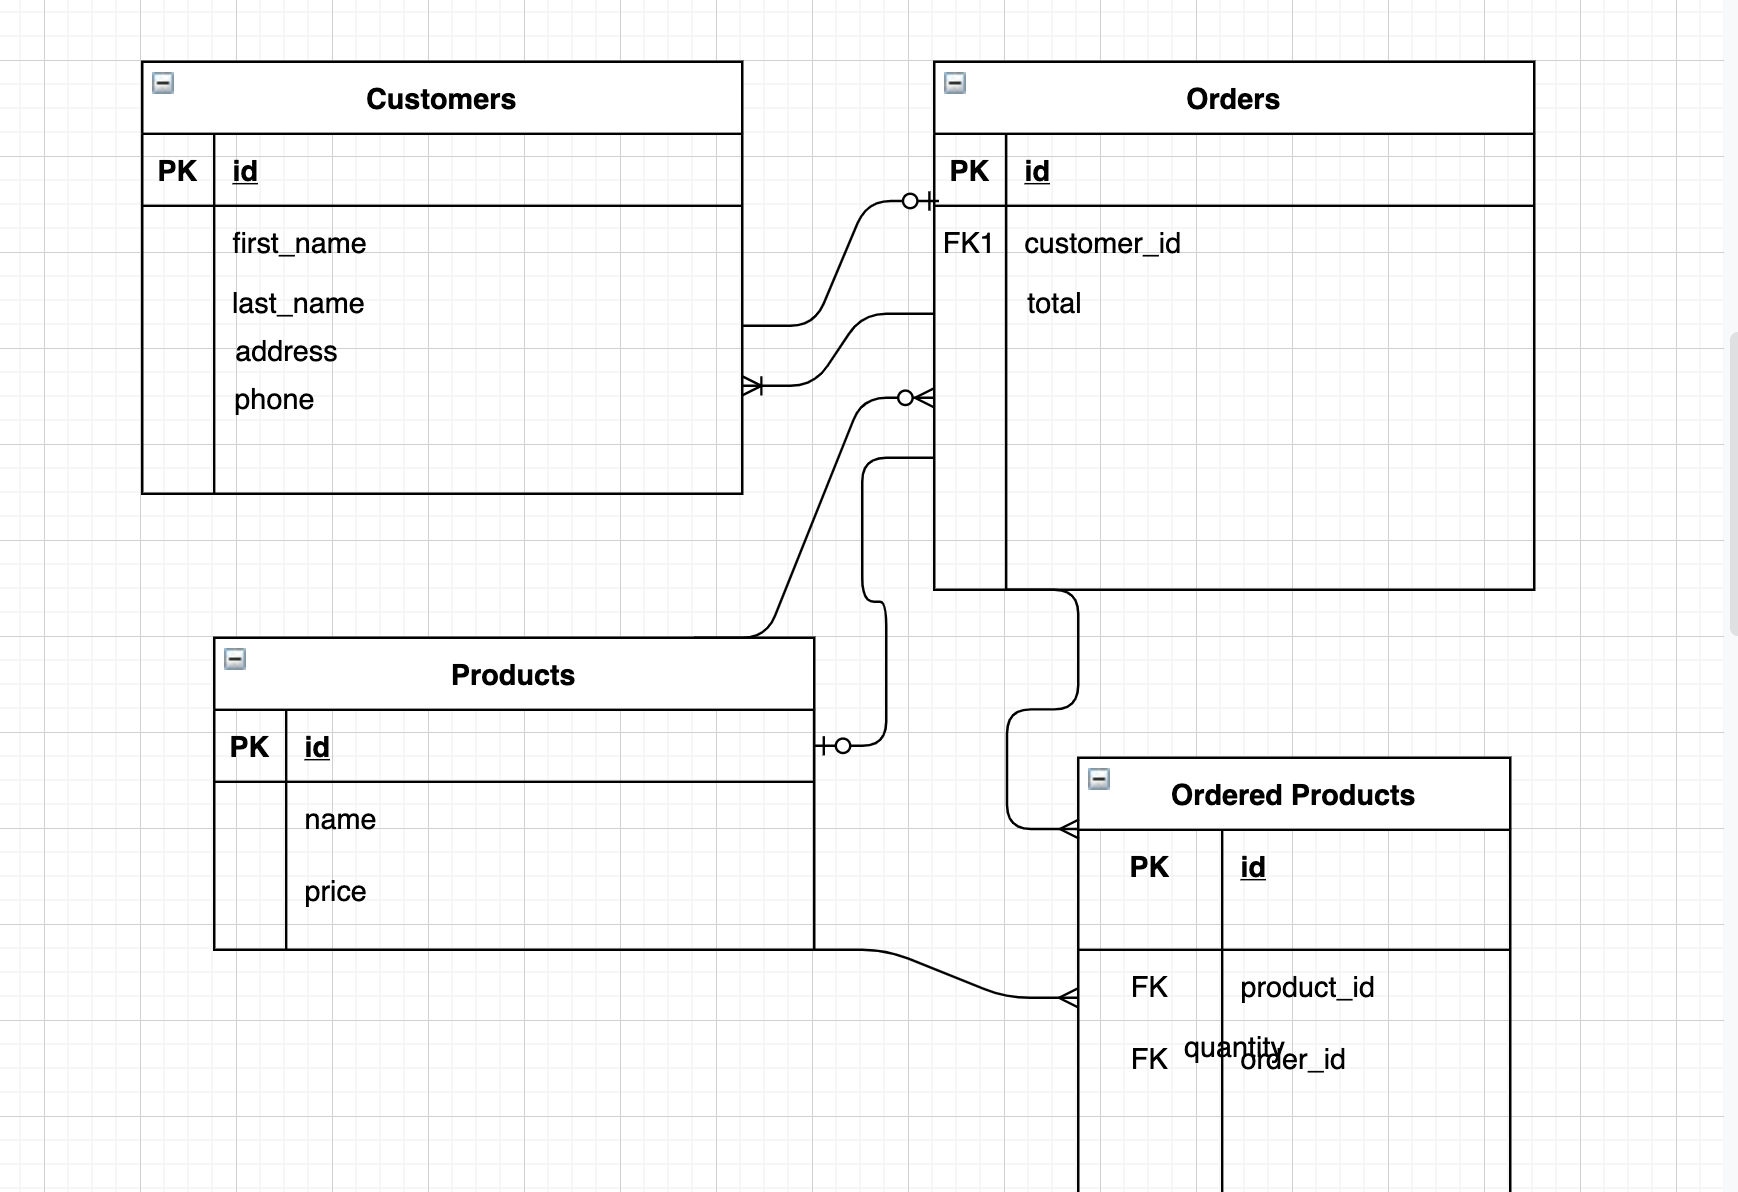 Customers
PK id
first_name
last_name
address
phone
Orders
PK id
FK1 customer_id
total
Products
PK id
name
price
Ordered Products
PK id
FK product_id
quantity
FK order_id